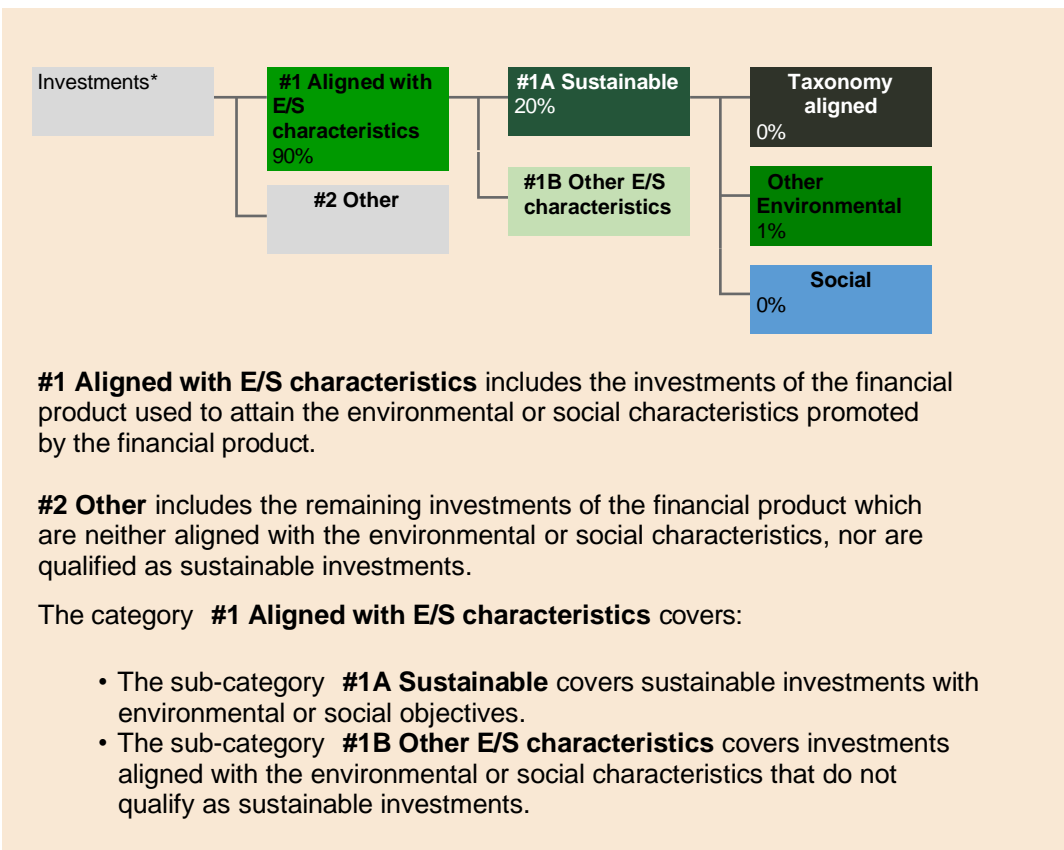 Investments*
#1 Aligned with
E/S
characteristics
90%
#2 Other
#1A Sustainable
20%
#1B Other E/S
characteristics
Taxonomy
aligned
0%
Other
Environmental
1%
Social
0%
#1 Aligned with E/S characteristics includes the investments of the financial
product used to attain the environmental or social characteristics promoted
by the financial product.
#2 Other includes the remaining investments of the financial product which
are neither aligned with the environmental or social characteristics, nor are
qualified as sustainable investments.
The category #1 Aligned with E/S characteristics covers:
• The sub-category #1A Sustainable covers sustainable investments with
environmental or social objectives.
• The sub-category #1B Other E/S characteristics covers investments
aligned with the environmental or social characteristics that do not
qualify as sustainable investments.